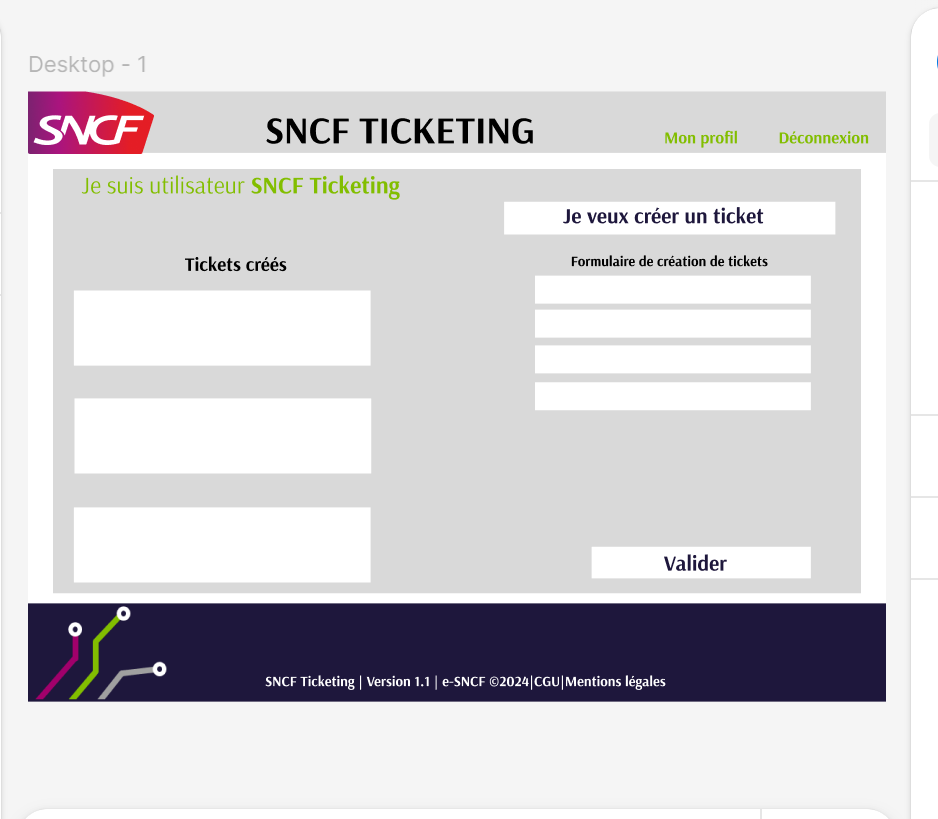 Desktop - 1
SNCF
SNCF TICKETING
Mon profil
Déconnexion
Je suis utilisateur SNCF Ticketing
Je veux créer un ticket
Tickets créés
Formulaire de création de tickets
Valider
SNCF Ticketing | Version 1.1 | e-SNCF ©2024|CGU|Mentions légales